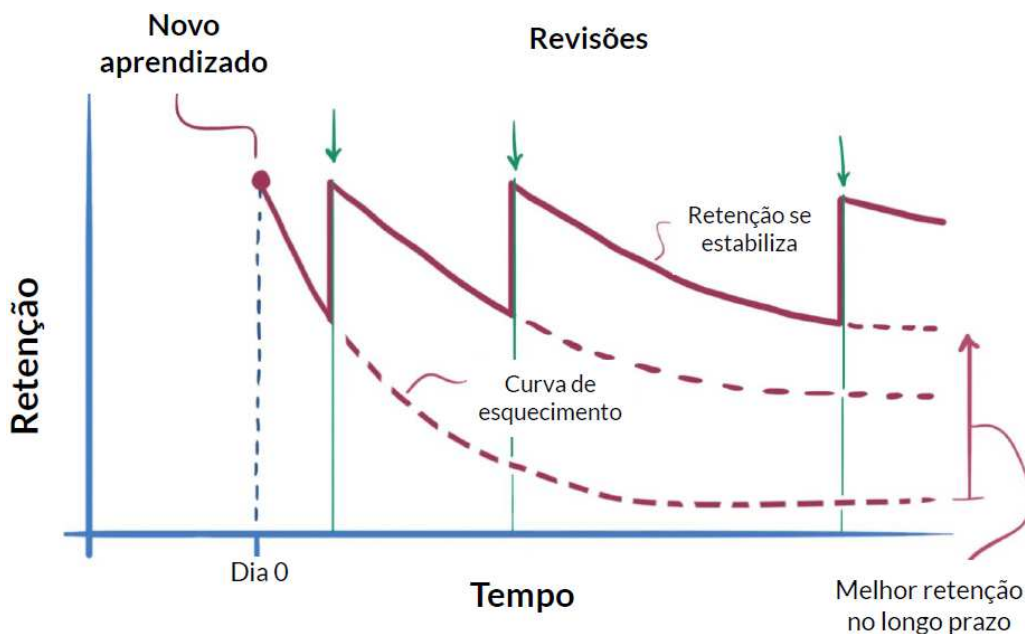 Novo
aprendizado
Revisões
Retenção se
estabiliza
Retenção
Curva de
esquecimento
Dia 0
Tempo
Melhor retenção
no longo prazo